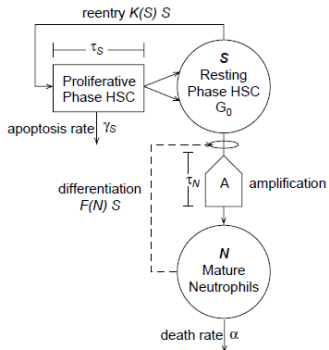 reentry K(S) S
τS
S
Resting
Phase HSC
G0
Proliferative
Phase HSC
apoptosis rate γS
differentiation
F(N) S
τN
A
amplification
N
Mature
Neutrophils
death rate α